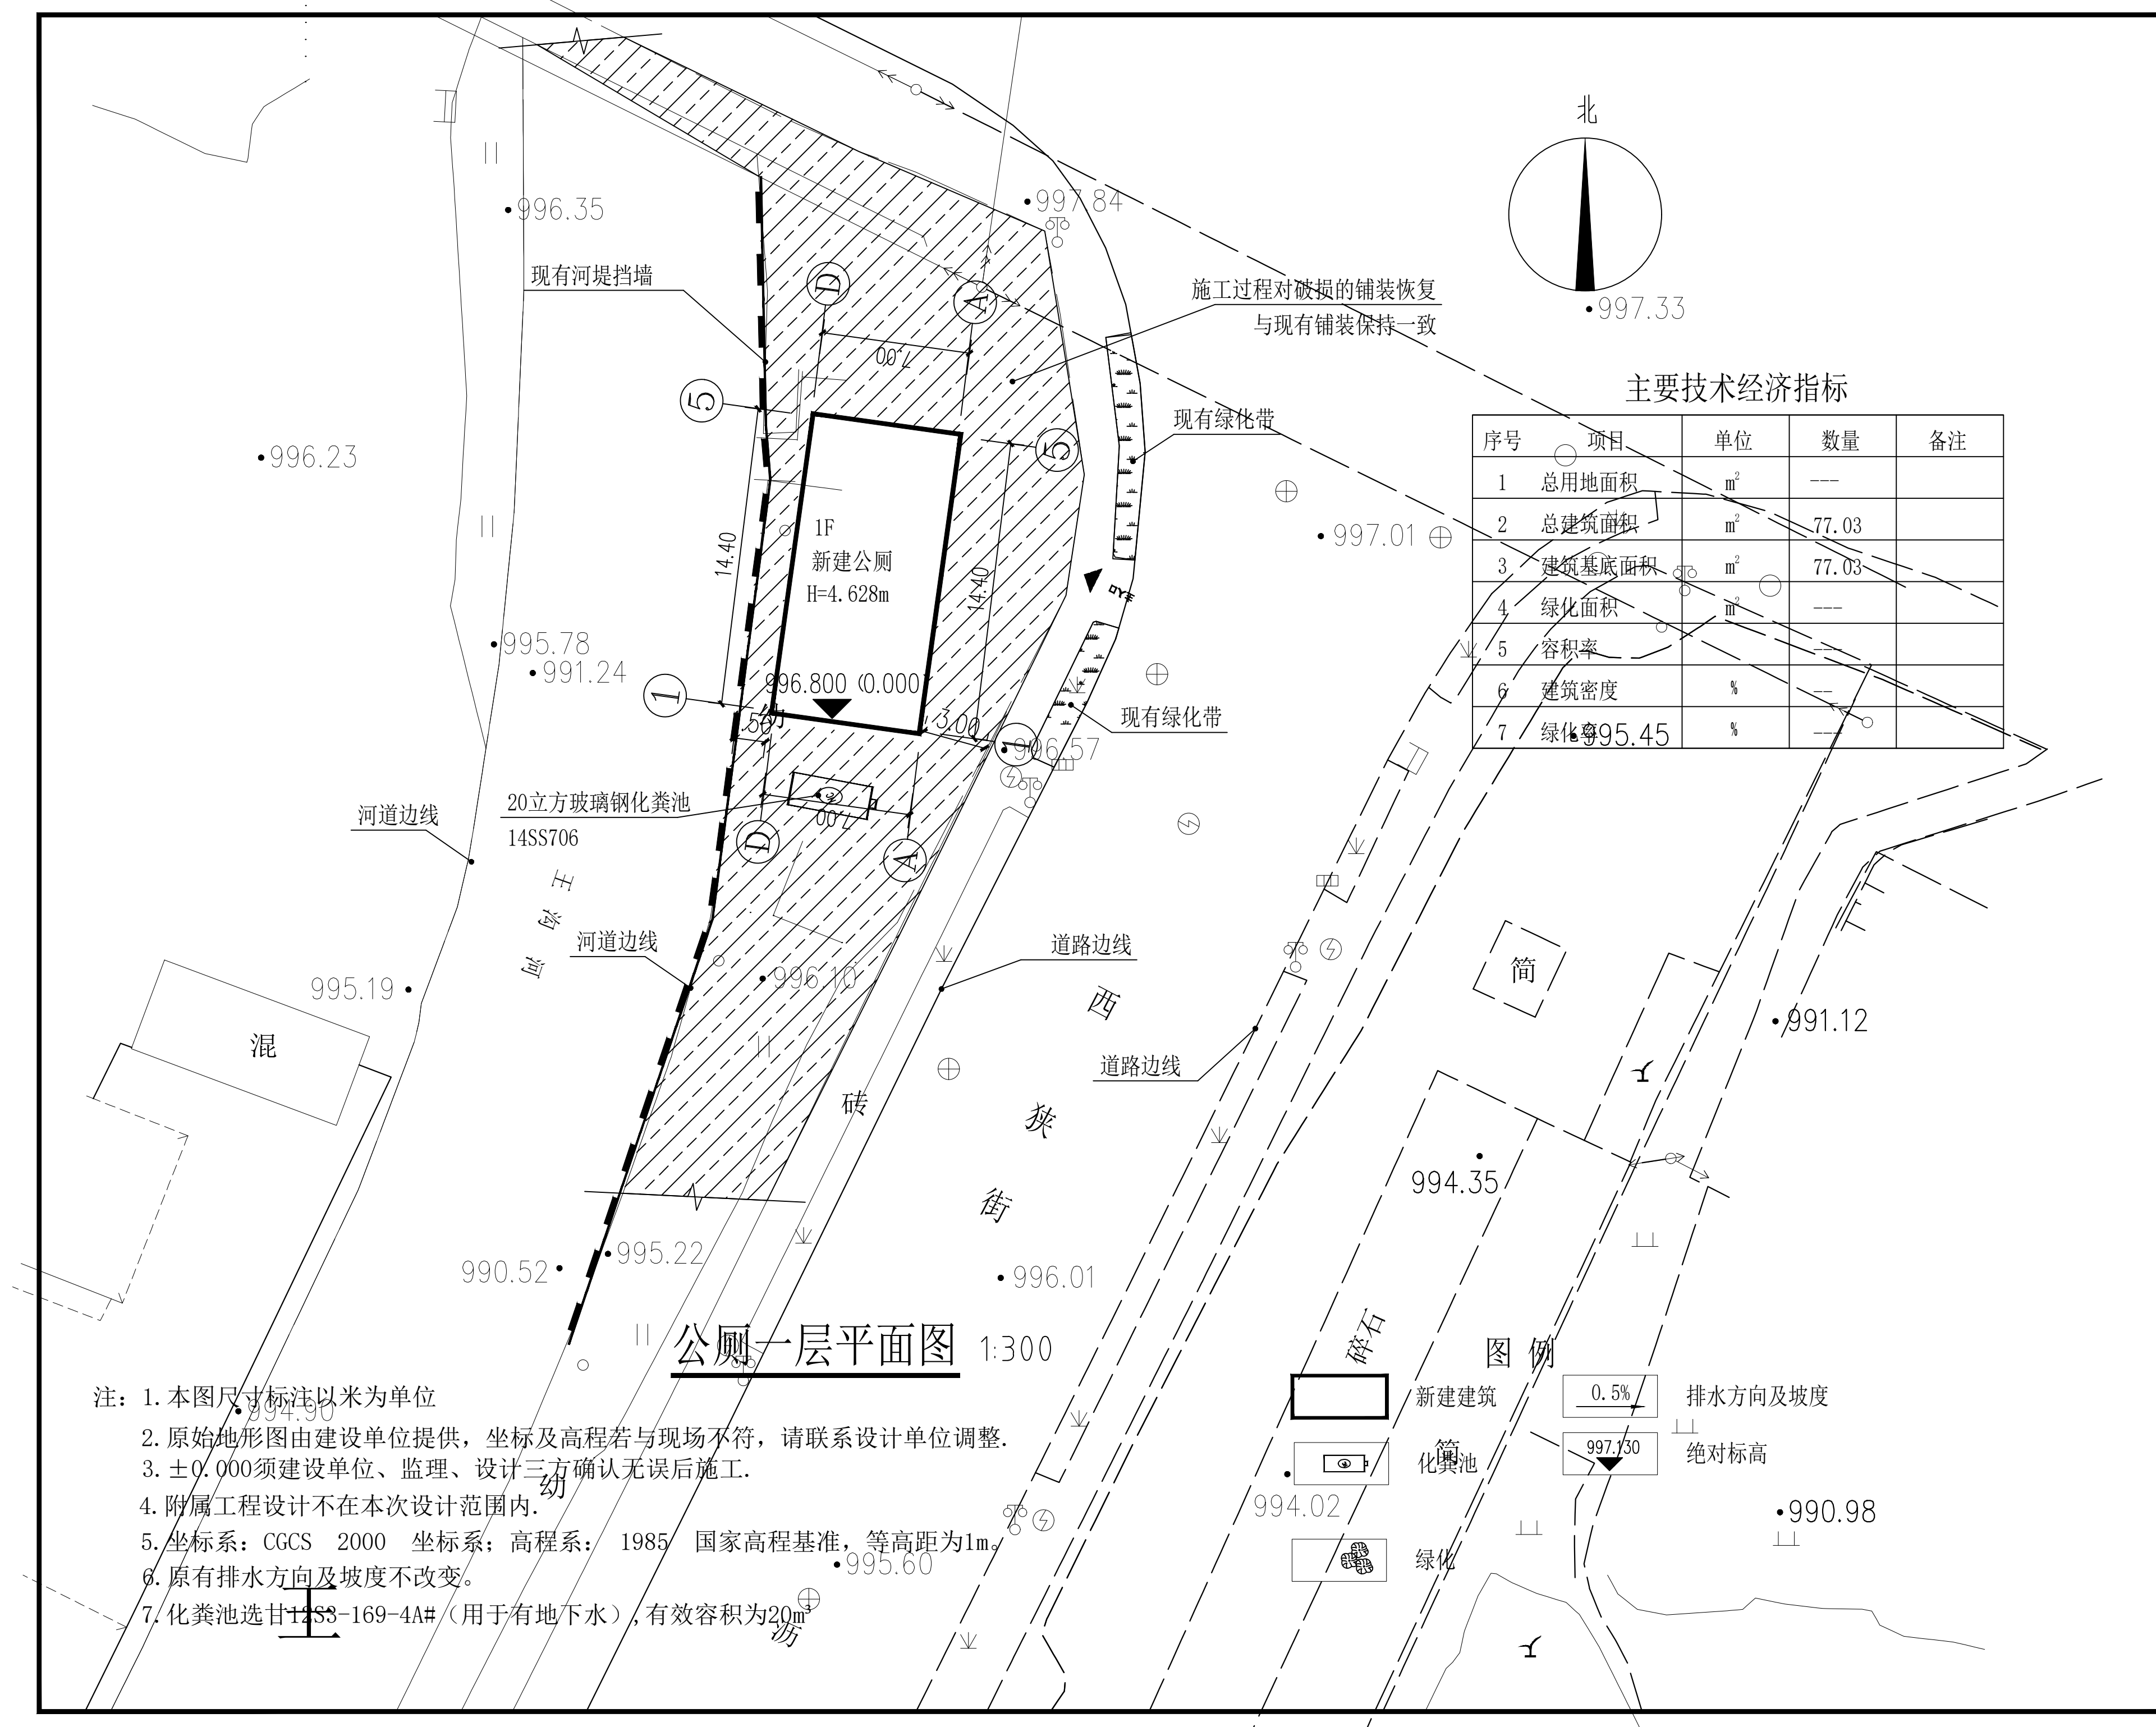 北
996.35
997.84
现有河堤挡墙
D
A
施工过程对破损的铺装恢复
与现有铺装保持一致
997.33
7.00
5
主要技术经济指标
现有绿化带
5
996.23
序号 项目 单位 数量 备注
1 总用地面积 m² ---
2 总建筑面积 m² 77.03
3 建筑基底面积 m² 77.03
4 绿化面积 m² ---
5 容积率 ---
6 建筑密度 % --
7 绿化率 % ---
995.45
997.01
1F
新建公厕
H=4.628m
14.40
14.40
995.78
991.24
1
996.800 (0.000)
3.00
1
996.57
现有绿化带
20立方玻璃钢化粪池
14SS706
7.00
D
A
河道边线
王
沟
河
河道边线
道路边线
996.10
995.19
混
西
狭
街
道路边线
砖
简
991.12
994.35
990.52
995.22
996.01
碎石
公厕一层平面图 1:300
图 例
新建建筑
0.5%
排水方向及坡度
化粪池
997.130
绝对标高
绿化
简
994.02
990.98
994.90
995.60
注: 1.本图尺寸标注以米为单位
2.原始地形图由建设单位提供，坐标及高程若与现场不符，请联系设计单位调整.
3.±0.000须建设单位、监理、设计三方确认无误后施工.
4.附属工程设计不在本次设计范围内.
5.坐标系：CGCS 2000 坐标系；高程系： 1985 国家高程基准，等高距为1m。
6.原有排水方向及坡度不改变。
7.化粪池选甘12S3-169-4A#（用于有地下水）,有效容积为20m³
幼
王
沥